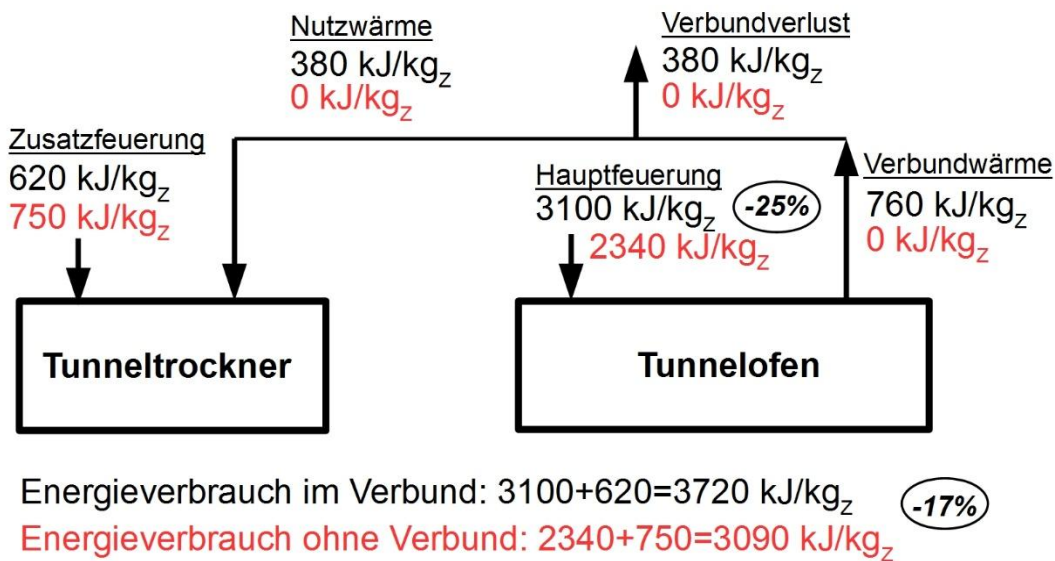 Nutzwärme
380 kJ/kgz
0 kJ/kgz
Verbundverlust
380 kJ/kgz
0 kJ/kgz
Zusatzfeuerung
620 kJ/kgz
750 kJ/kgz
Hauptfeuerung
3100 kJ/kgz
-25%
2340 kJ/kgz
Verbundwärme
760 kJ/kgz
0 kJ/kgz
Tunneltrockner
Tunnelofen
Energieverbrauch im Verbund: 3100+620=3720 kJ/kgz
-17%
Energieverbrauch ohne Verbund: 2340+750=3090 kJ/kgz